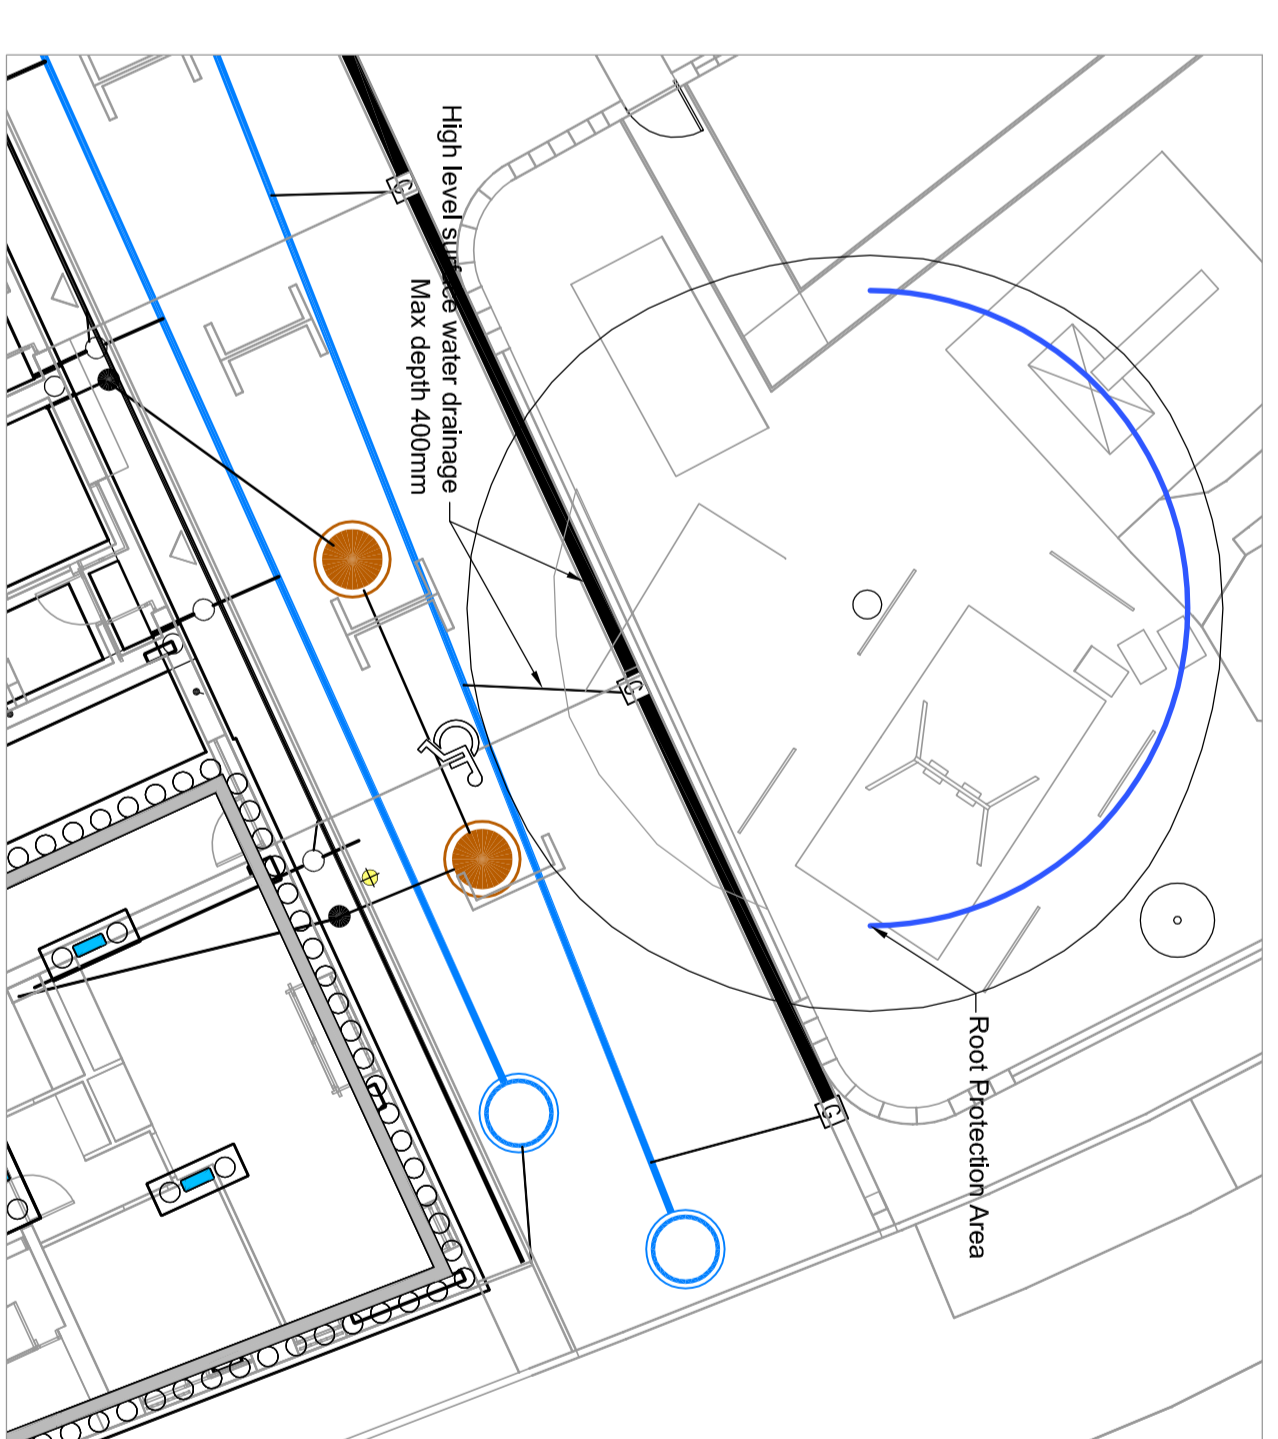 High level surface water drainage
Max depth 400mm
Root Protection Area
G
G
G